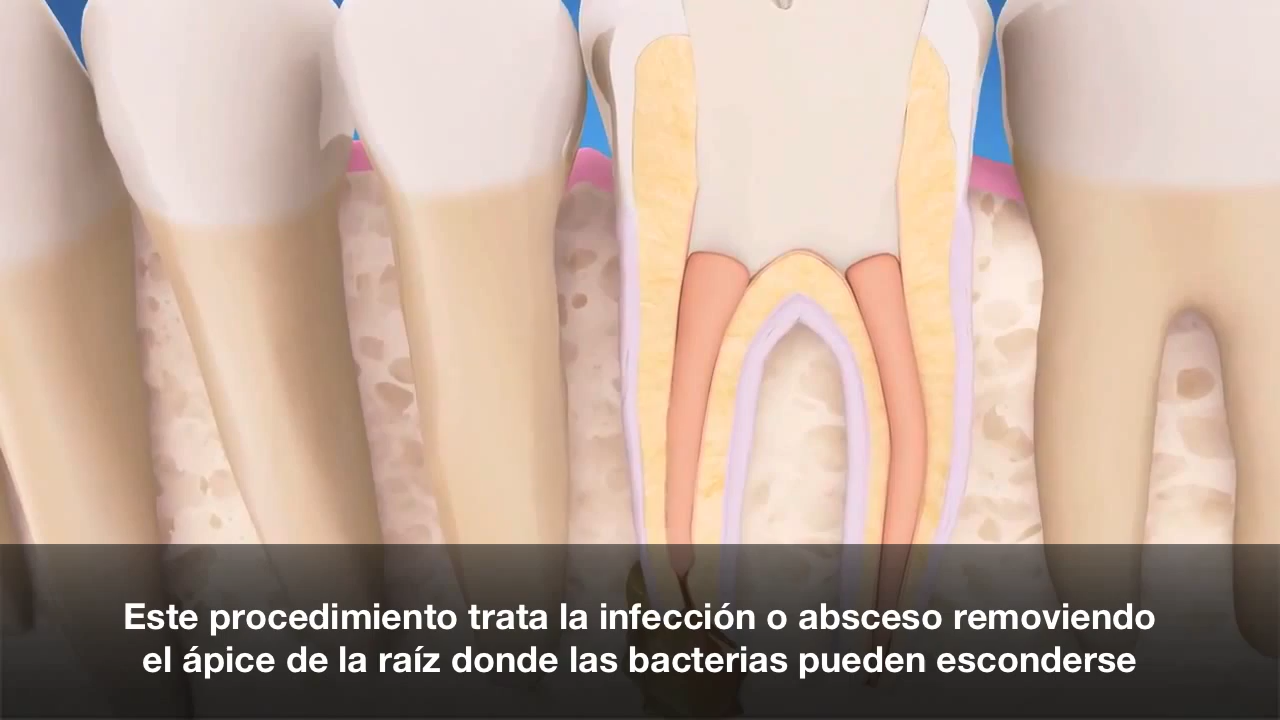 Este procedimiento trata la infección o absceso removiendo
el ápice de la raíz donde las bacterias pueden esconderse